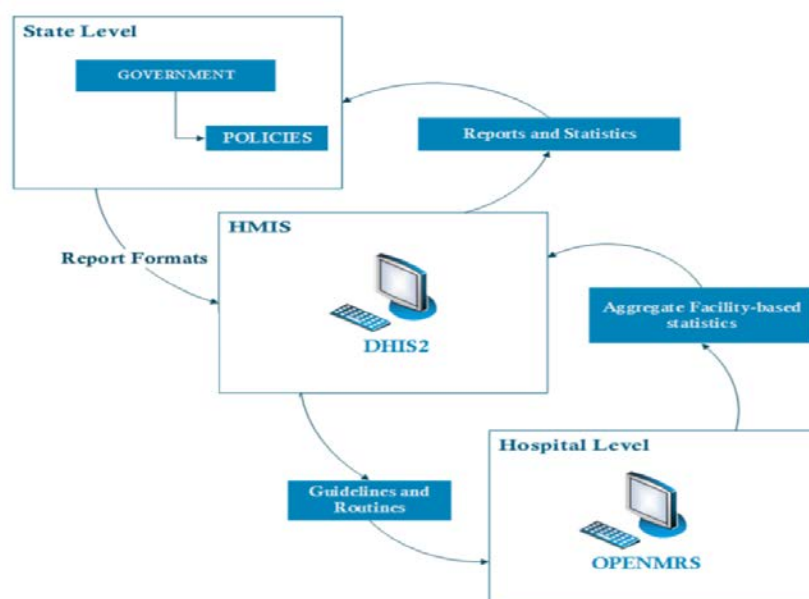 State Level
GOVERNMENT
POLICIES
Reports and Statistics
Report Formats
HMIS
DHIS2
Aggregate Facility-based
statistics
Guidelines and
Routines
Hospital Level
OPENMRS